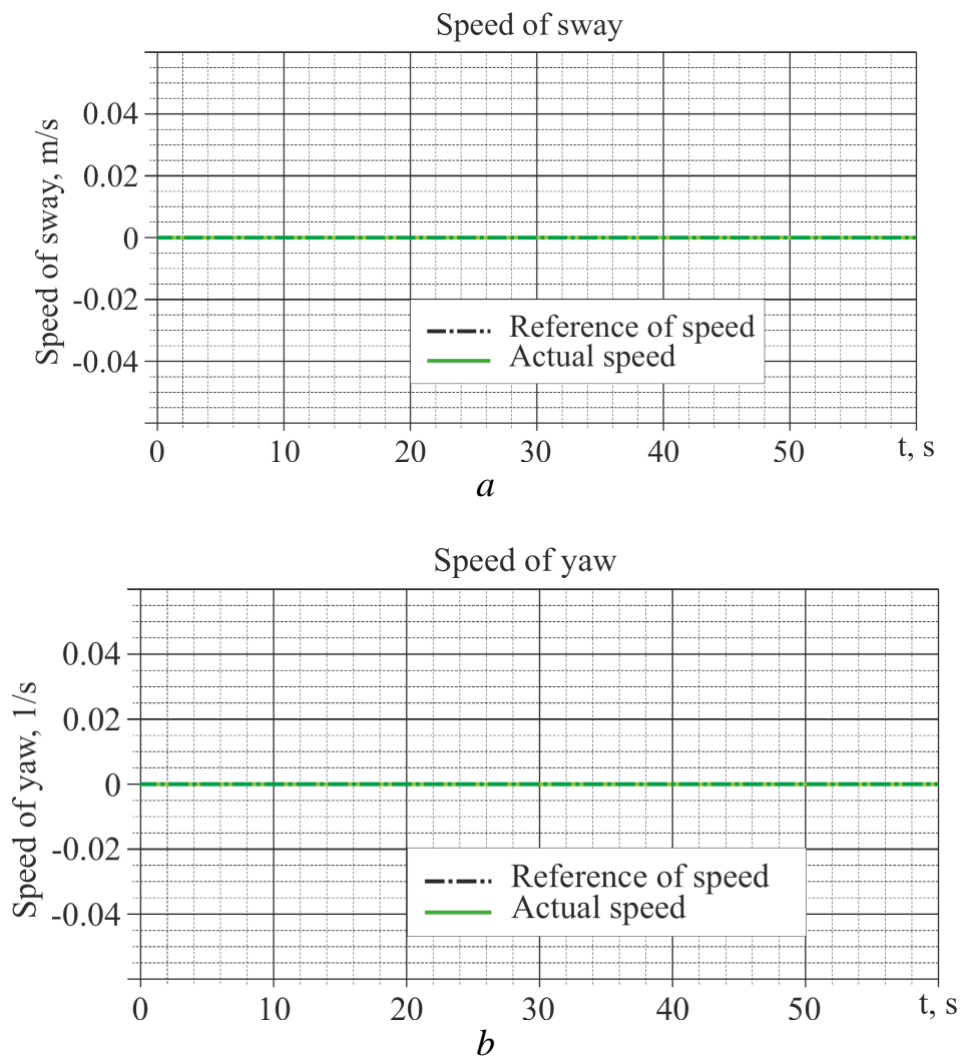 Speed of sway
Speed of sway, m/s
0.04
0.02
0
-0.02
-0.04
Reference of speed
Actual speed
0 10 20 30 40 50 t, s
a
Speed of yaw
Speed of yaw, 1/s
0.04
0.02
0
-0.02
-0.04
Reference of speed
Actual speed
0 10 20 30 40 50 t, s
b